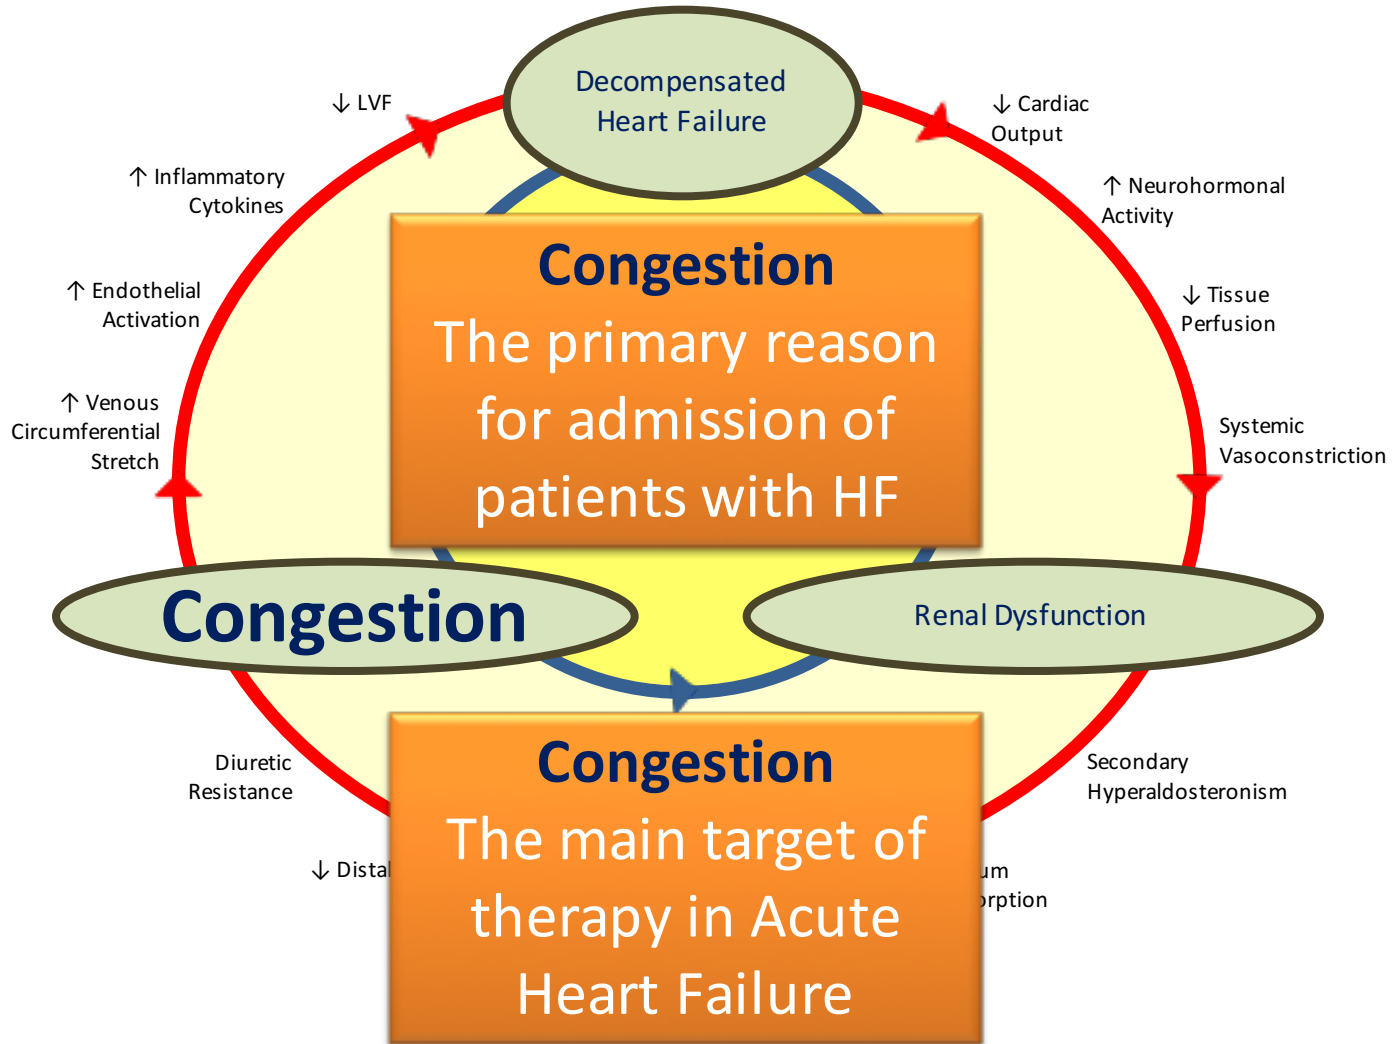 Decompensated
Heart Failure
↓ LVF
↓ Cardiac
Output
↑ Inflammatory
Cytokines
↑ Neurohormonal
Activity
↑ Endothelial
Activation
↓ Tissue
Perfusion
↑ Venous
Circumferential
Stretch
Systemic
Vasoconstriction
Congestion
The primary reason
for admission of
patients with HF
Congestion
Renal Dysfunction
Diuretic
Resistance
Secondary
Hyperaldosteronism
↓
Congestion
The main target of
therapy in Acute
Heart Failure